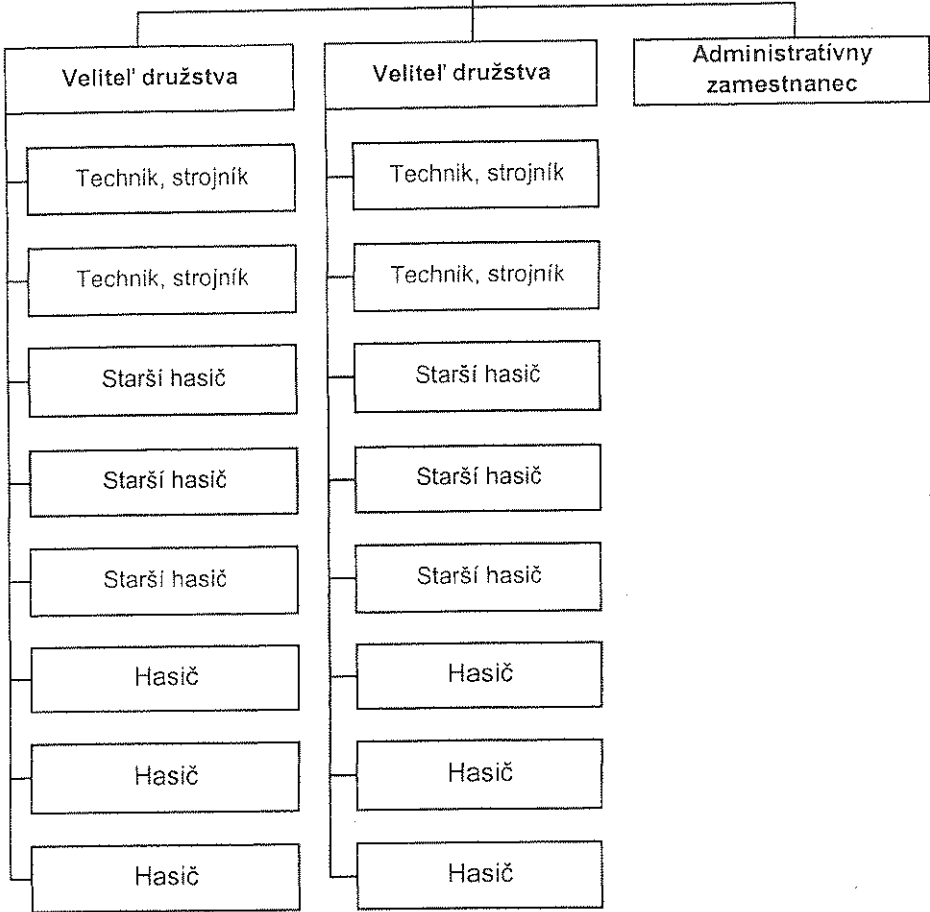 Veliteľ družstva
Technik, strojník
Technik, strojník
Starší hasič
Starší hasič
Starší hasič
Hasič
Hasič
Hasič
Veliteľ družstva
Technik, strojník
Technik, strojník
Starší hasič
Starší hasič
Starší hasič
Hasič
Hasič
Hasič
Administratívny
zamestnanec